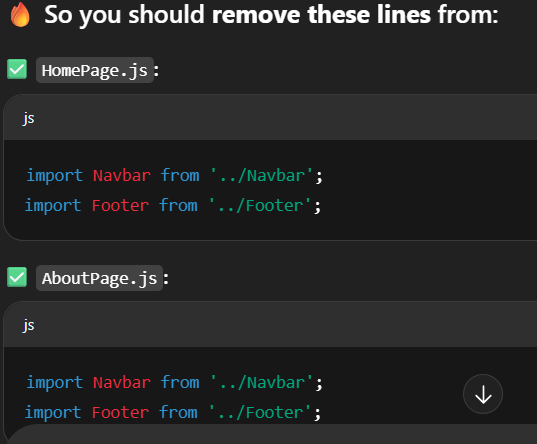 🔥 So you should remove these lines from:
✅ HomePage.js:
js
import Navbar from '../Navbar';
import Footer from '../Footer';
✅ AboutPage.js:
js
import Navbar from '../Navbar';
import Footer from '../Footer';